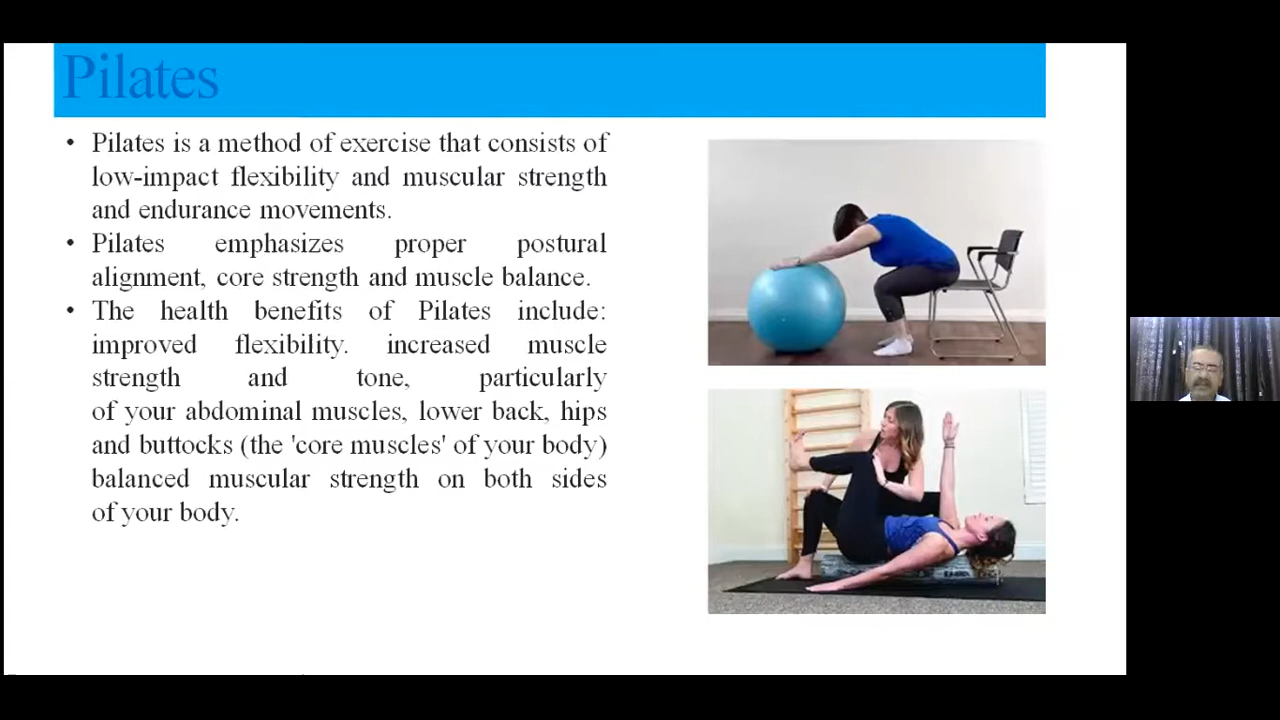 Pilates
• Pilates is a method of exercise that consists of
low-impact flexibility and muscular strength
and endurance movements.
• Pilates emphasizes proper postural
alignment, core strength and muscle balance.
• The health benefits of Pilates include:
improved flexibility. increased muscle
strength and tone, particularly
of your abdominal muscles, lower back, hips
and buttocks (the 'core muscles' of your body)
balanced muscular strength on both sides
of your body.